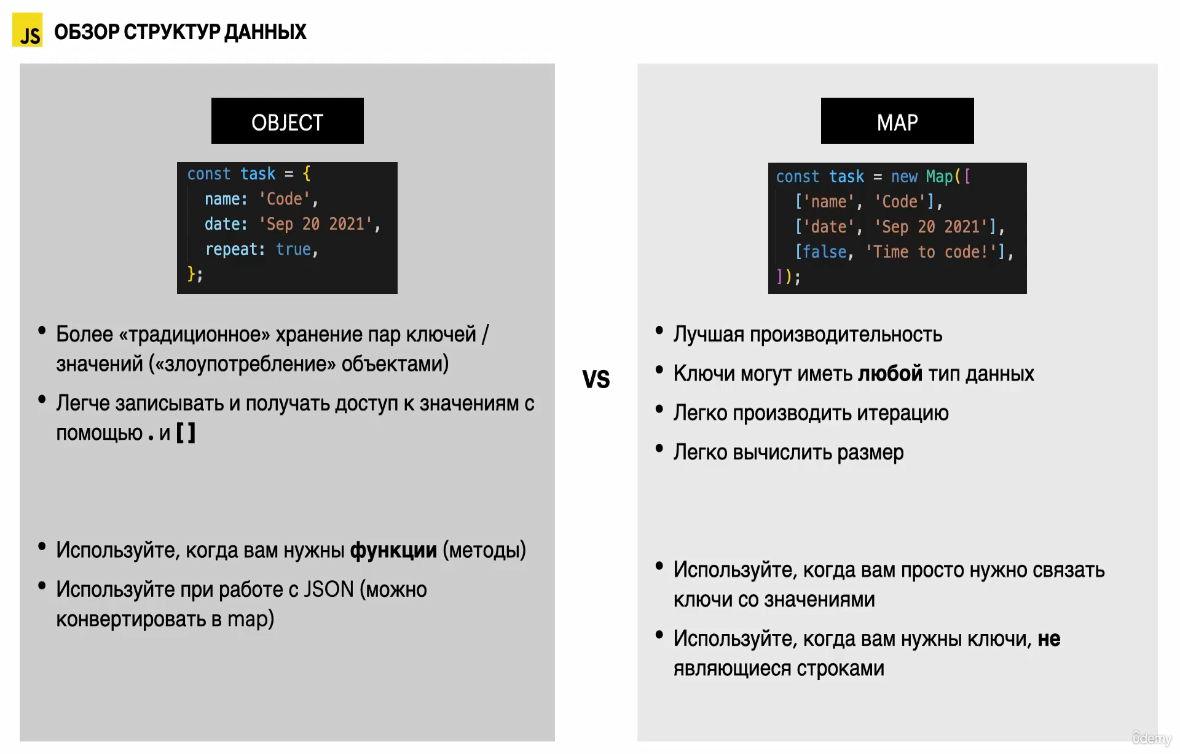 JS ОБЗОР СТРУКТУР ДАННЫХ
OBJECT
const task = {
name: 'Code',
date: 'Sep 20 2021',
repeat: true,
};
• Более «традиционное» хранение пар ключей /
значений («злоупотребление» объектами)
• Легче записывать и получать доступ к значениям с
помощью . и [ ]
• Используйте, когда вам нужны функции (методы)
• Используйте при работе с JSON (можно
конвертировать в map)
VS
MAP
const task = new Map([
['name', 'Code'],
['date', 'Sep 20 2021'],
[false, 'Time to code!'],
]);
• Лучшая производительность
• Ключи могут иметь любой тип данных
• Легко производить итерацию
• Легко вычислить размер
• Используйте, когда вам просто нужно связать
ключи со значениями
• Используйте, когда вам нужны ключи, не
являющиеся строками
ûdemy